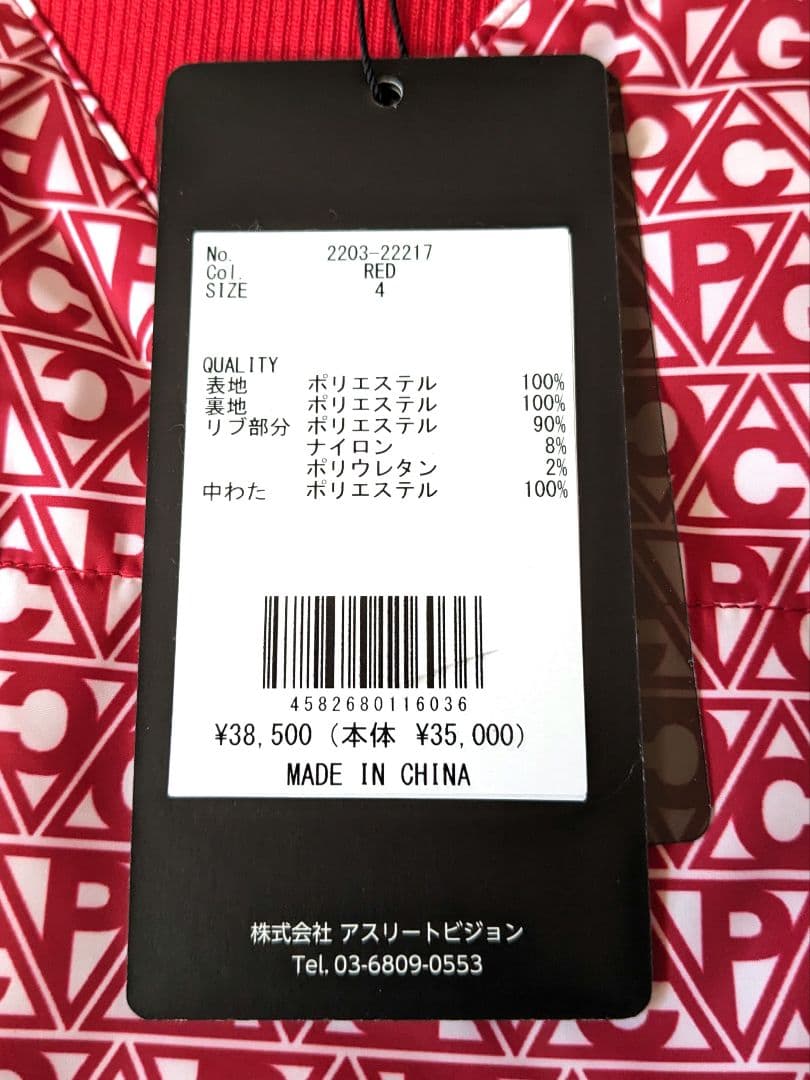 No. 2203-22217
Col. RED
SIZE 4
QUALITY
表地 ポリエステル 100%
裏地 ポリエステル 100%
リブ部分 ポリエステル 90%
ナイロン 8%
ポリウレタン 2%
中わた ポリエステル 100%
4582680116036
¥38,500 (本体 ¥35,000)
MADE IN CHINA
株式会社 アスリートビジョン
Tel. 03-6809-0553